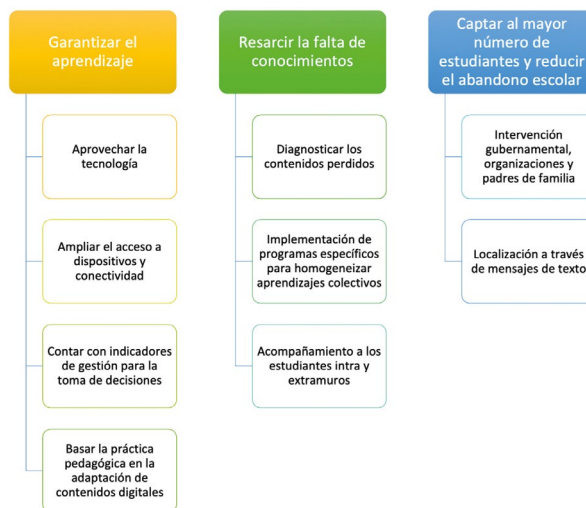 Garantizar el
aprendizaje
Aprovechar la
tecnología
Ampliar el acceso a
dispositivos y
conectividad
Contar con indicadores
de gestión para la
toma de decisiones
Basar la práctica
pedagógica en la
adaptación de
contenidos digitales
Resarcir la falta de
conocimientos
Diagnosticar los
contenidos perdidos
Implementación de
programas específicos
para homogeneizar
aprendizajes colectivos
Acompañamiento a los
estudiantes intra y
extramuros
Captar al mayor
número de
estudiantes y reducir
el abandono escolar
Intervención
gubernamental,
organizaciones y
padres de familia
Localización a través
de mensajes de texto